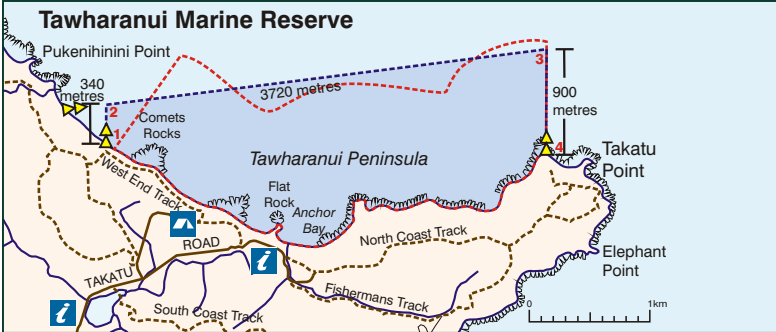 Tawharanui Marine Reserve
Pukenihinini Point
340
metres
2
1
Comets
Rocks
3720 metres
3
900
metres
4
Takatu
Point
Tawharanui Peninsula
West End Track
Flat
Rock
Anchor
Bay
North Coast Track
ROAD
TAKATU
i
i
Elephant
Point
Fishermans Track
South Coast Track
0
1km